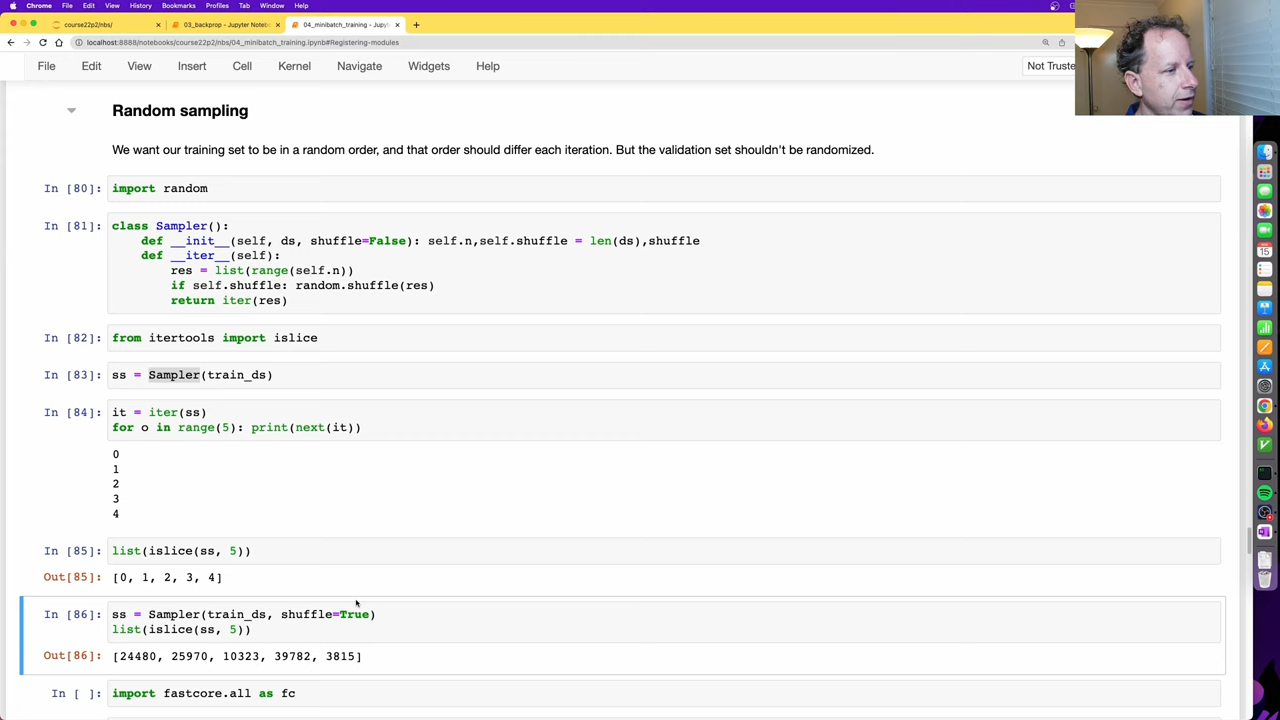 Chrome File Edit View History Bookmarks Profiles Tab Window Help
course22p2/nbs/
03_backprop - Jupyter Noteb
04_minibatch_training - Jupy
localhost:8888/notebooks/course22p2/nbs/04_minibatch_training.ipynb#Registering-modules
File Edit View Insert Cell Kernel Navigate Widgets Help
Not Truste
Random sampling
We want our training set to be in a random order, and that order should differ each iteration. But the validation set shouldn't be randomized.
In [80]: import random
In [81]: class Sampler():
def __init__(self, ds, shuffle=False): self.n,self.shuffle = len(ds),shuffle
def __iter__(self):
res = list(range(self.n))
if self.shuffle: random.shuffle(res)
return iter(res)
In [82]: from itertools import islice
In [83]: ss = Sampler(train_ds)
In [84]: it = iter(ss)
for o in range(5): print(next(it))
0
1
2
3
4
In [85]: list(islice(ss, 5))
Out[85]: [0, 1, 2, 3, 4]
In [86]: ss = Sampler(train_ds, shuffle=True)
list(islice(ss, 5))
Out[86]: [24480, 25970, 10323, 39782, 3815]
In [ ]: import fastcore.all as fc
15